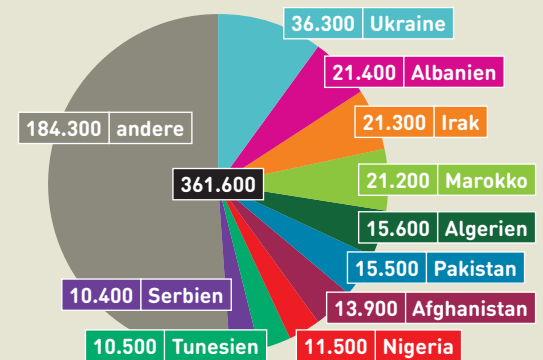 36.300 Ukraine
21.400 Albanien
21.300 Irak
184.300 andere
361.600
21.200 Marokko
15.600 Algerien
15.500 Pakistan
10.400 Serbien
13.900 Afghanistan
10.500 Tunesien
11.500 Nigeria